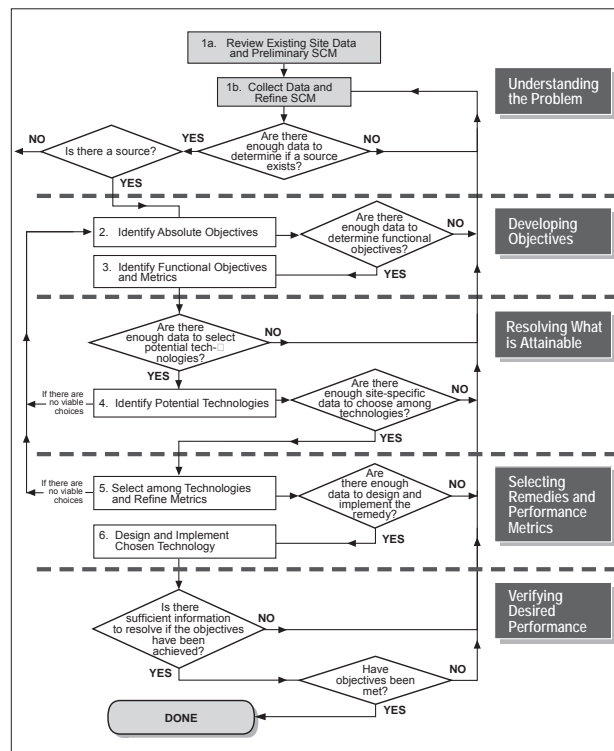 1a. Review Existing Site Data
and Preliminary SCM
1b. Collect Data and
Refine SCM
Understanding
the Problem
NO
Is there a source?
YES
Are there
enough data to
determine if a source
exists?
NO
YES
2. Identify Absolute Objectives
Are there
enough data to
determine functional
objectives?
NO
Developing
Objectives
YES
3. Identify Functional Objectives
and Metrics
Are there
enough data to select
potential tech-□
nologies?
NO
Resolving What
is Attainable
YES
If there are
no viable
choices
4. Identify Potential Technologies
Are there
enough site-specific
data to choose among
technologies?
NO
YES
If there are
no viable
choices
5. Select among Technologies
and Refine Metrics
Are
there enough
data to design and
implement the
remedy?
NO
Selecting
Remedies and
Performance
Metrics
YES
6. Design and Implement
Chosen Technology
Is there
sufficient information
to resolve if the objectives
have been
achieved?
NO
Verifying
Desired
Performance
YES
Have
objectives been
met?
NO
YES
DONE